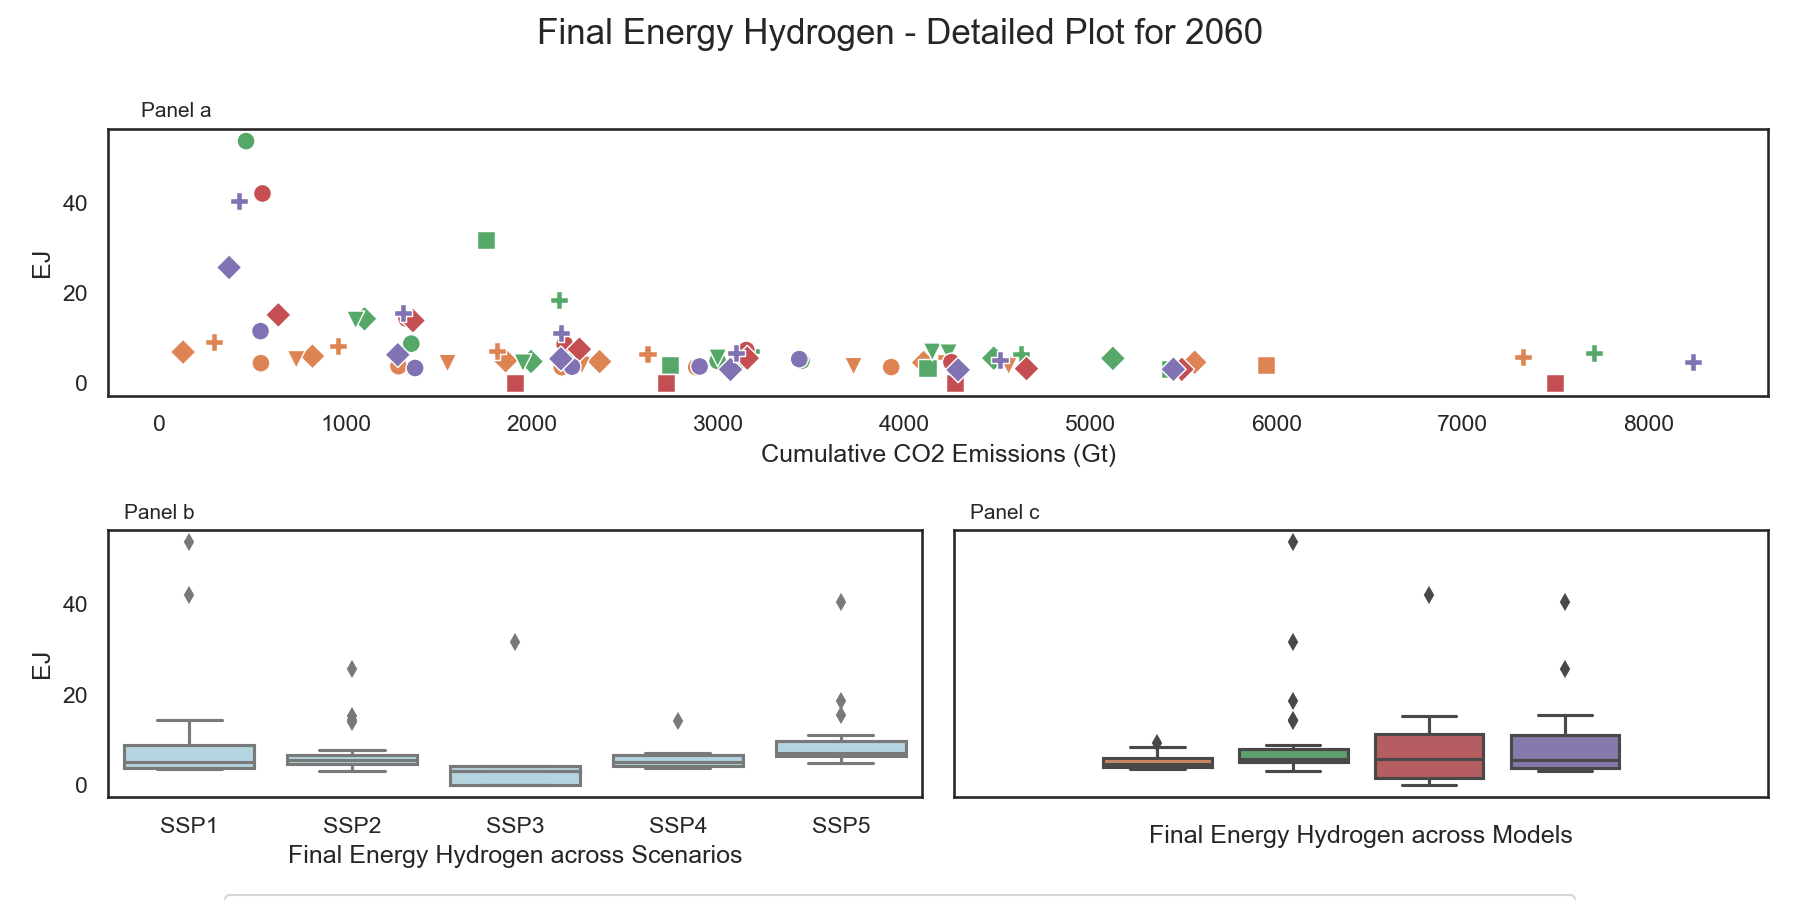 Final Energy Hydrogen - Detailed Plot for 2060
Panel a
40
20
0
EJ
0 1000 2000 3000 4000 5000 6000 7000 8000
Cumulative CO2 Emissions (Gt)
Panel b
40
20
0
EJ
SSP1 SSP2 SSP3 SSP4 SSP5
Final Energy Hydrogen across Scenarios
Panel c
Final Energy Hydrogen across Models